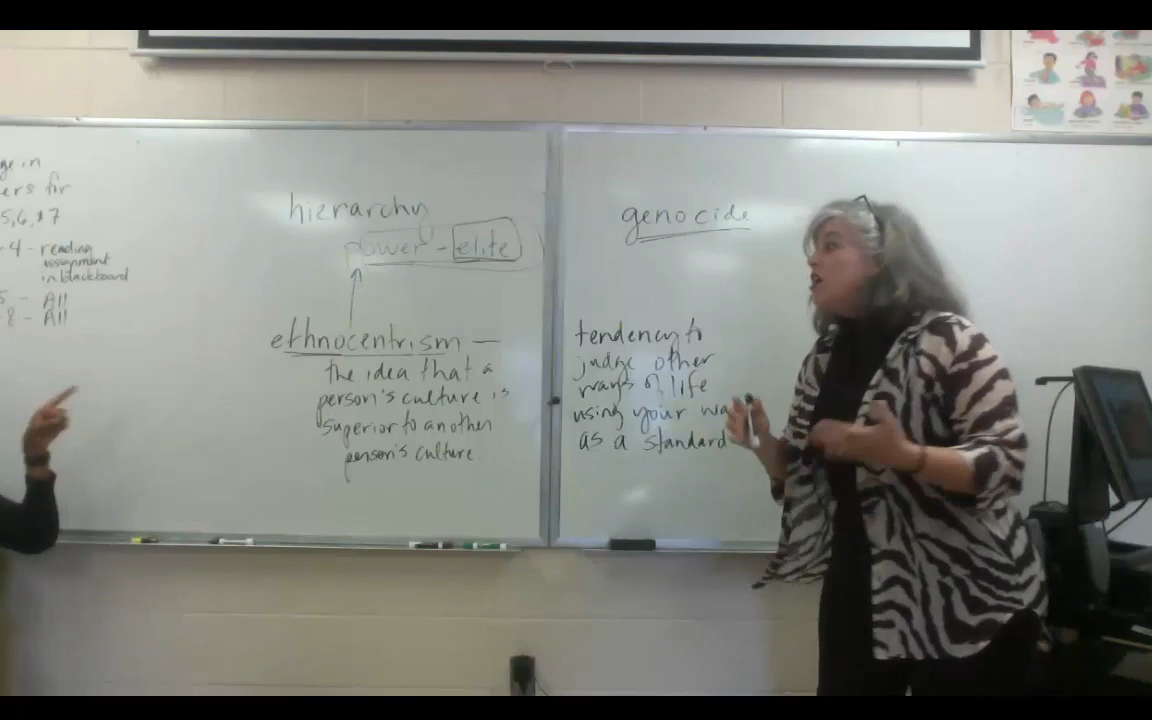 ge in
ers for
5,6,&7
-4 - reading
assignment
in blackboard
5 - All
-8 - All
hierarchy
power - elite
ethnocentrism —
the idea that a
person's culture is
superior to another
person's culture.
genocide
tendency to
judge other
ways of life
using your wa
as a standard